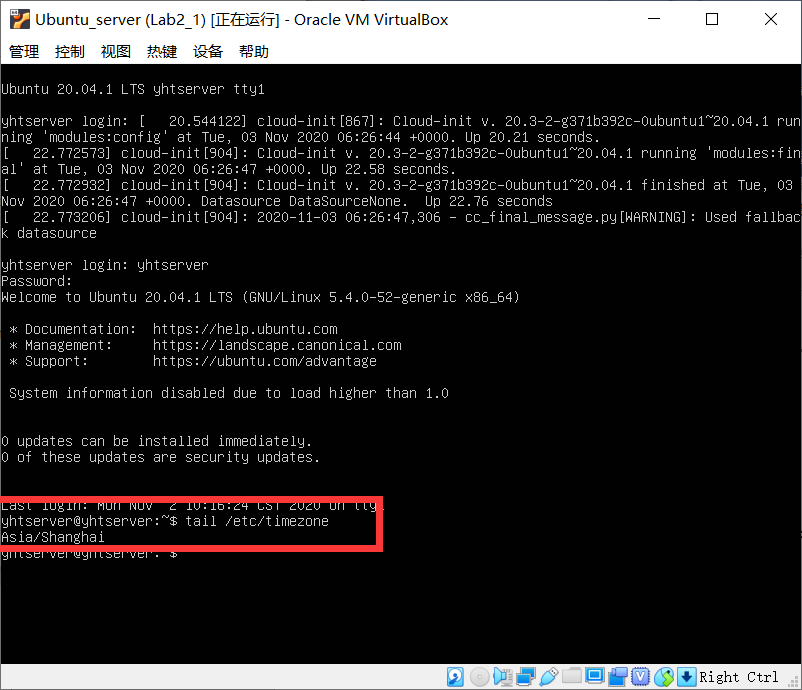 Ubuntu_server (Lab2_1) [正在运行] - Oracle VM VirtualBox
管理 控制 视图 热键 设备 帮助
Ubuntu 20.04.1 LTS yhtserver tty1
yhtserver login: [   20.544122] cloud-init[867]: Cloud-init v. 20.3-2-g371b392c-0ubuntu1~20.04.1 run
ning 'modules:config' at Tue, 03 Nov 2020 06:26:44 +0000. Up 20.21 seconds.
[   22.772573] cloud-init[904]: Cloud-init v. 20.3-2-g371b392c-0ubuntu1~20.04.1 running 'modules:fin
al' at Tue, 03 Nov 2020 06:26:47 +0000. Up 22.58 seconds.
[   22.772932] cloud-init[904]: Cloud-init v. 20.3-2-g371b392c-0ubuntu1~20.04.1 finished at Tue, 03
Nov 2020 06:26:47 +0000. Datasource DataSourceNone.  Up 22.76 seconds
[   22.773206] cloud-init[904]: 2020-11-03 06:26:47,306 - cc_final_message.py[WARNING]: Used fallbac
k datasource
yhtserver login: yhtserver
Password:
Welcome to Ubuntu 20.04.1 LTS (GNU/Linux 5.4.0-52-generic x86_64)
* Documentation:  https://help.ubuntu.com
* Management:     https://landscape.canonical.com
* Support:        https://ubuntu.com/advantage
System information disabled due to load higher than 1.0
0 updates can be installed immediately.
0 of these updates are security updates.
Last login: Mon Nov  2 10:16:24 CST 2020 on tty1
yhtserver@yhtserver:~$ tail /etc/timezone
Asia/Shanghai
yhtserver@yhtserver:~$
Right Ctrl